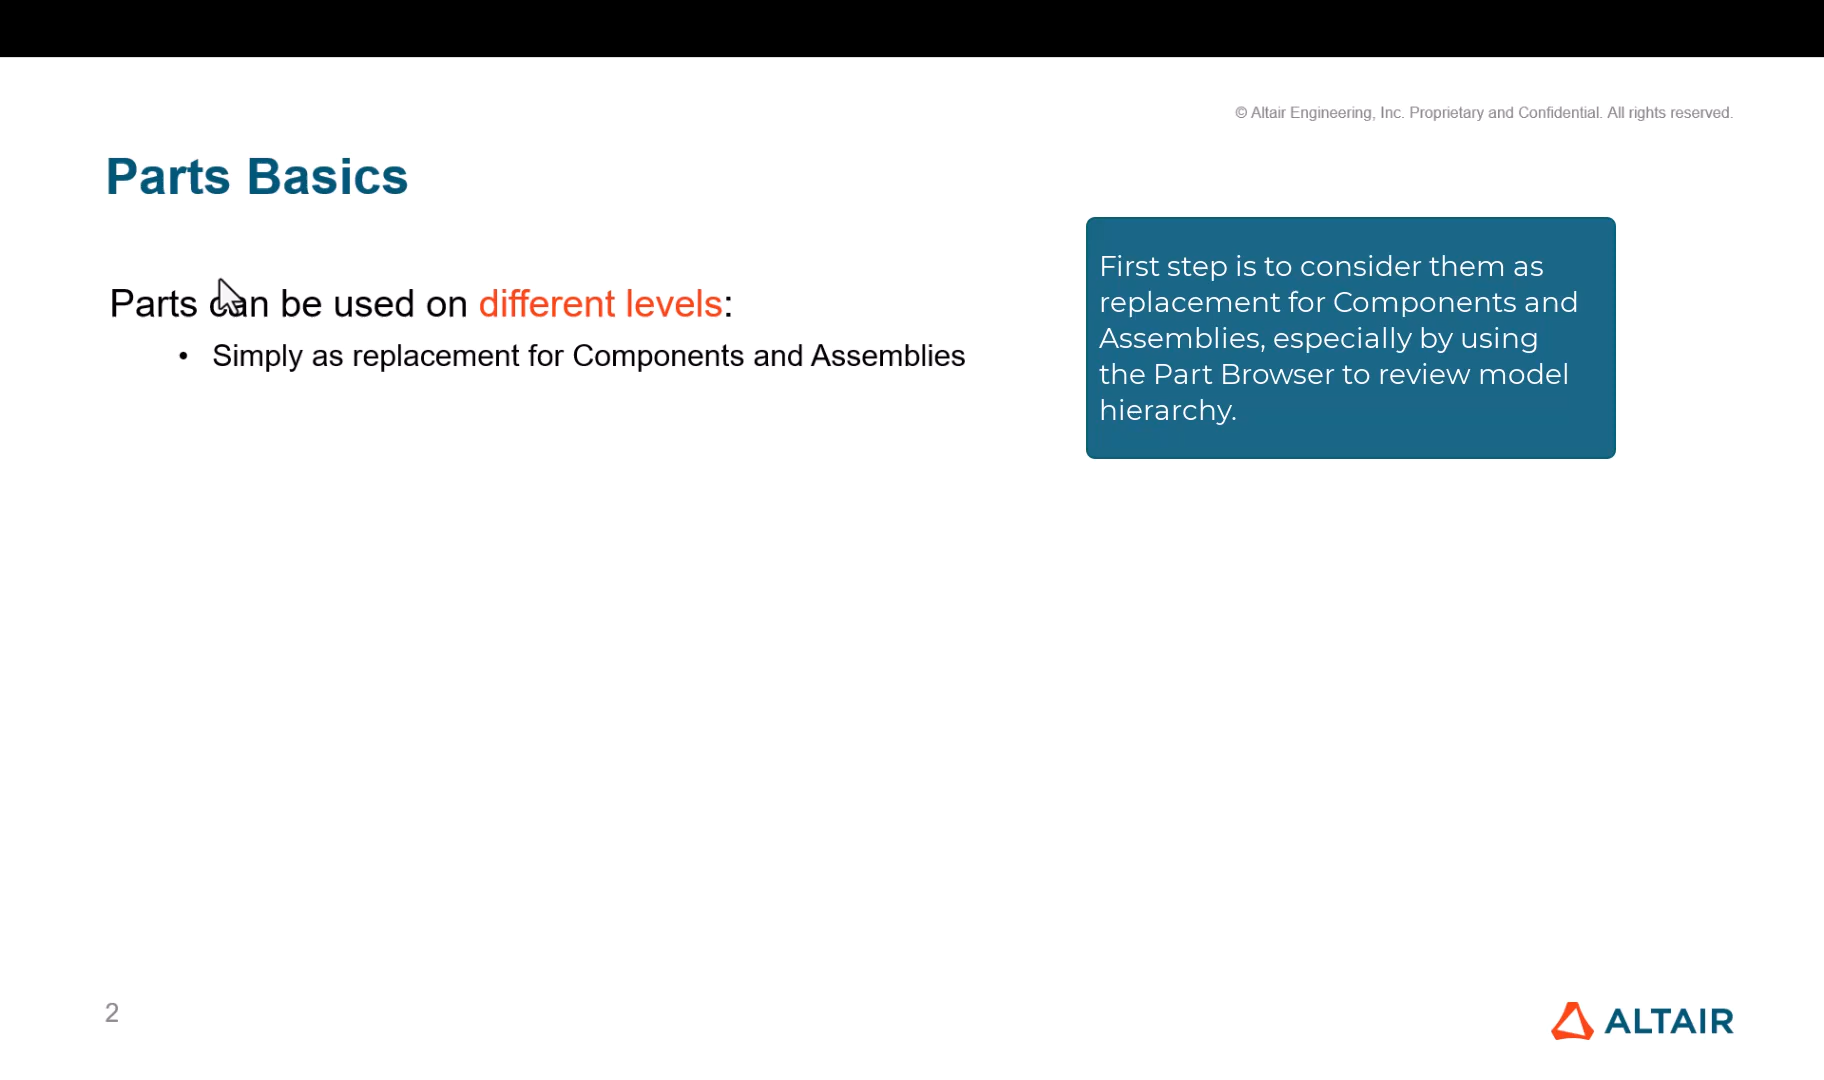 © Altair Engineering, Inc. Proprietary and Confidential. All rights reserved.
Parts Basics
Parts can be used on different levels:
• Simply as replacement for Components and Assemblies
First step is to consider them as
replacement for Components and
Assemblies, especially by using
the Part Browser to review model
hierarchy.
2
ALTAIR